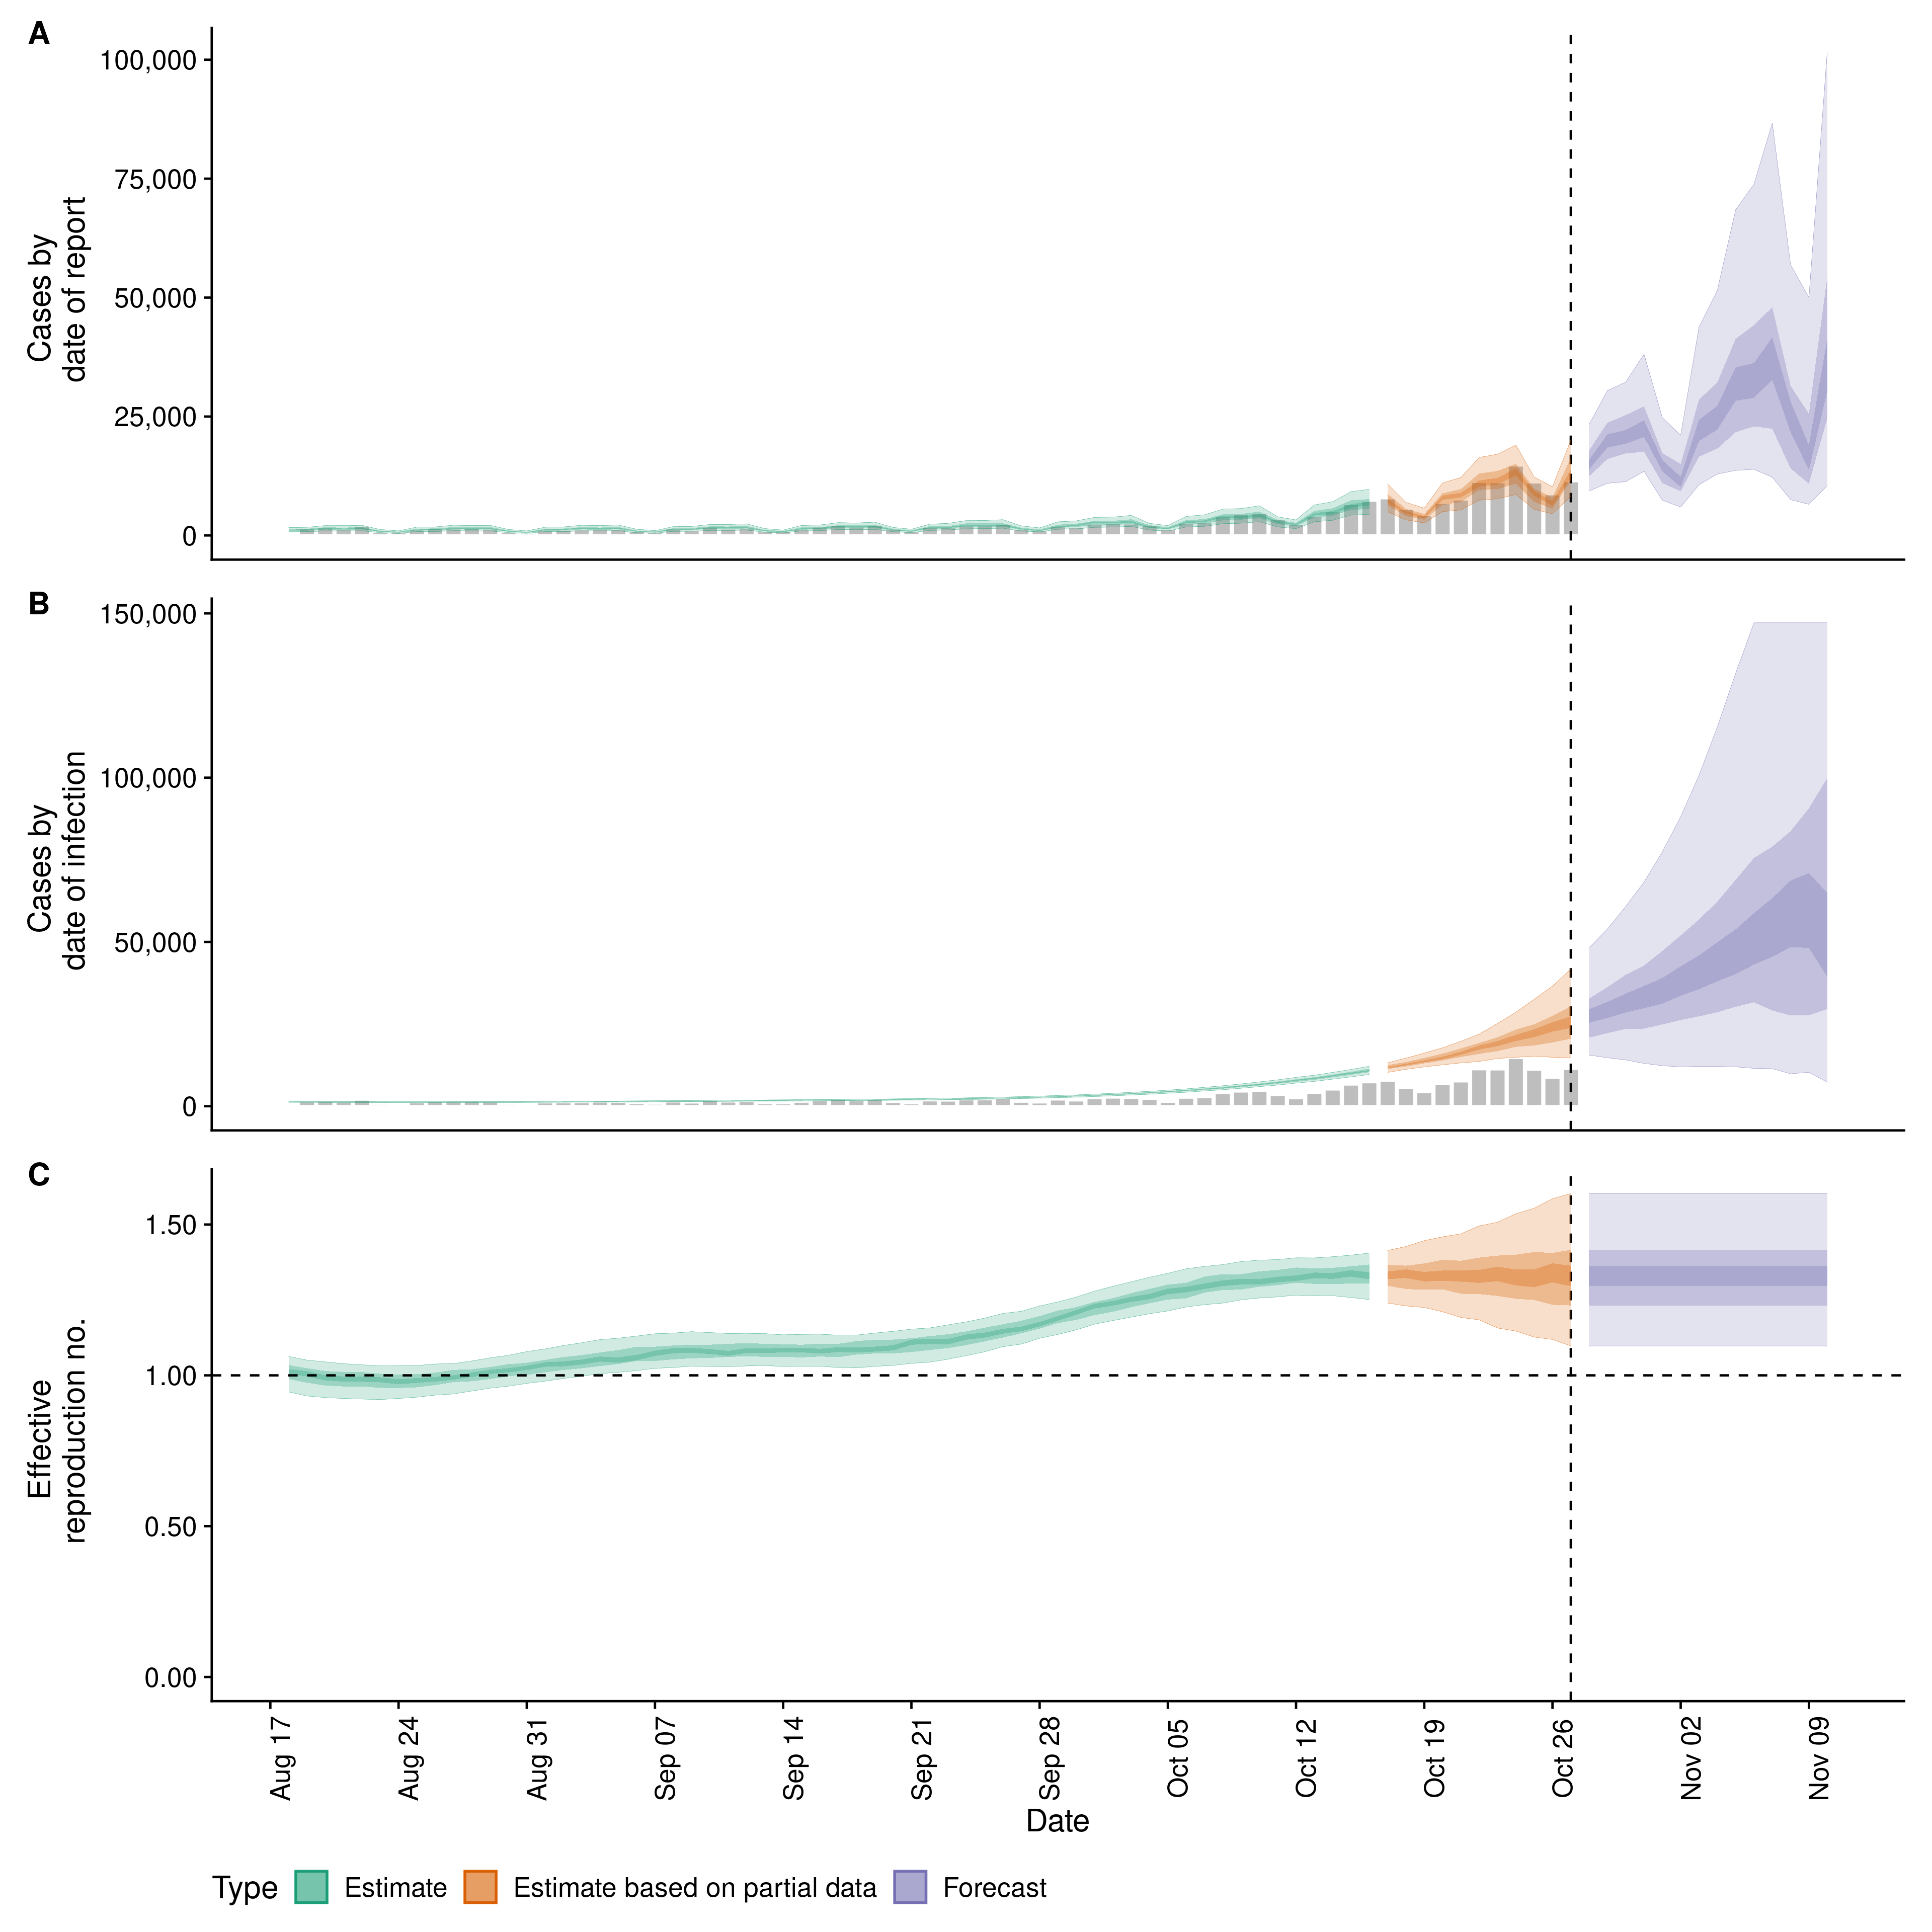 A
100,000
75,000
50,000
25,000
0
Cases by
date of report
B
150,000
100,000
50,000
0
Cases by
date of infection
C
1.50
1.00
0.50
0.00
Effective
reproduction no.
Aug 17
Aug 24
Aug 31
Sep 07
Sep 14
Sep 21
Sep 28
Oct 05
Oct 12
Oct 19
Oct 26
Nov 02
Nov 09
Date
Type Estimate Estimate based on partial data Forecast